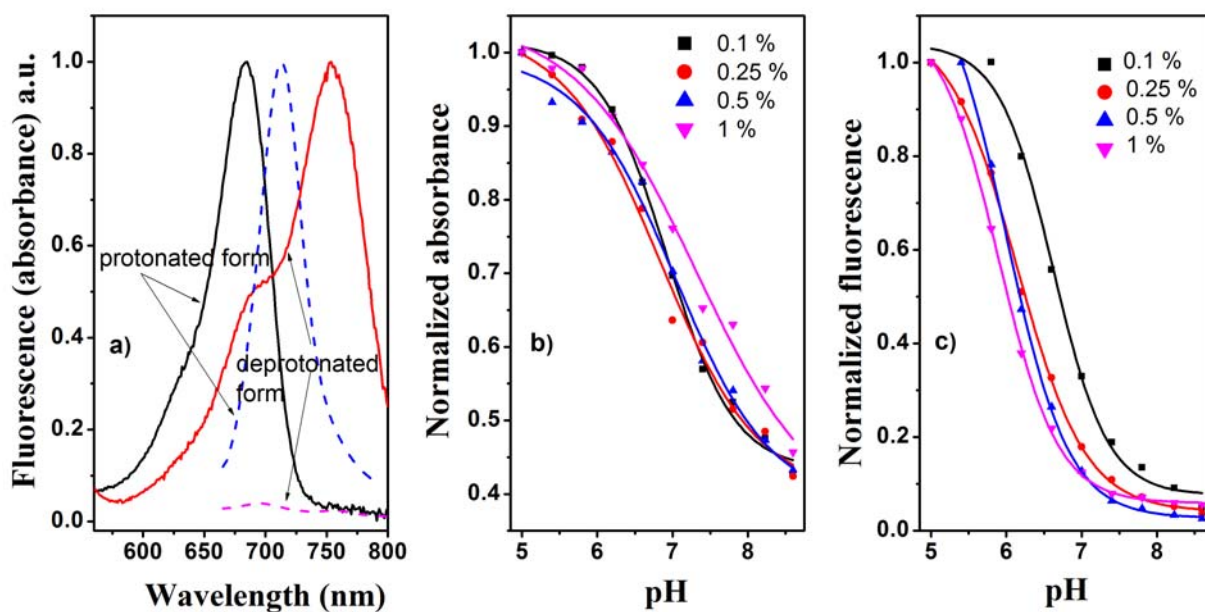 Fluorescence (absorbance) a.u.
1.0
0.8
0.6
0.4
0.2
0.0
protonated form
a)
deprotonated
form
600 650 700 750 800
Wavelength (nm)
Normalized absorbance
1.0
0.9
0.8
0.7
0.6
0.5
0.4
0.1 %
0.25 %
0.5 %
1 %
b)
5 6 7 8
pH
Normalized fluorescence
1.0
0.8
0.6
0.4
0.2
0.0
0.1 %
0.25 %
0.5 %
1 %
c)
5 6 7 8
pH